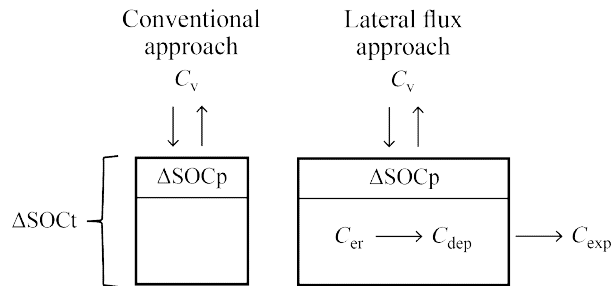 Conventional
approach
Lateral flux
approach
Cv
Cv
ΔSOCp
ΔSOCp
ΔSOCt
Cer
Cdep
Cexp